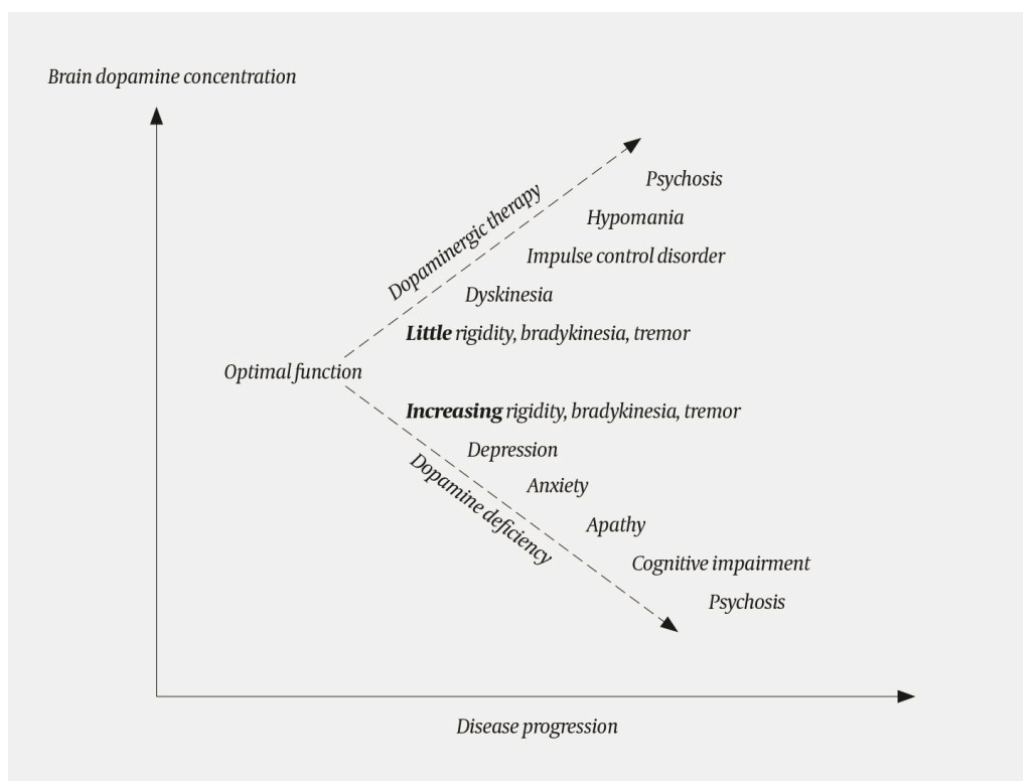 Brain dopamine concentration
Dopaminergic therapy
Psychosis
Hypomania
Impulse control disorder
Dyskinesia
Little rigidity, bradykinesia, tremor
Optimal function
Increasing rigidity, bradykinesia, tremor
Depression
Dopamine deficiency
Anxiety
Apathy
Cognitive impairment
Psychosis
Disease progression